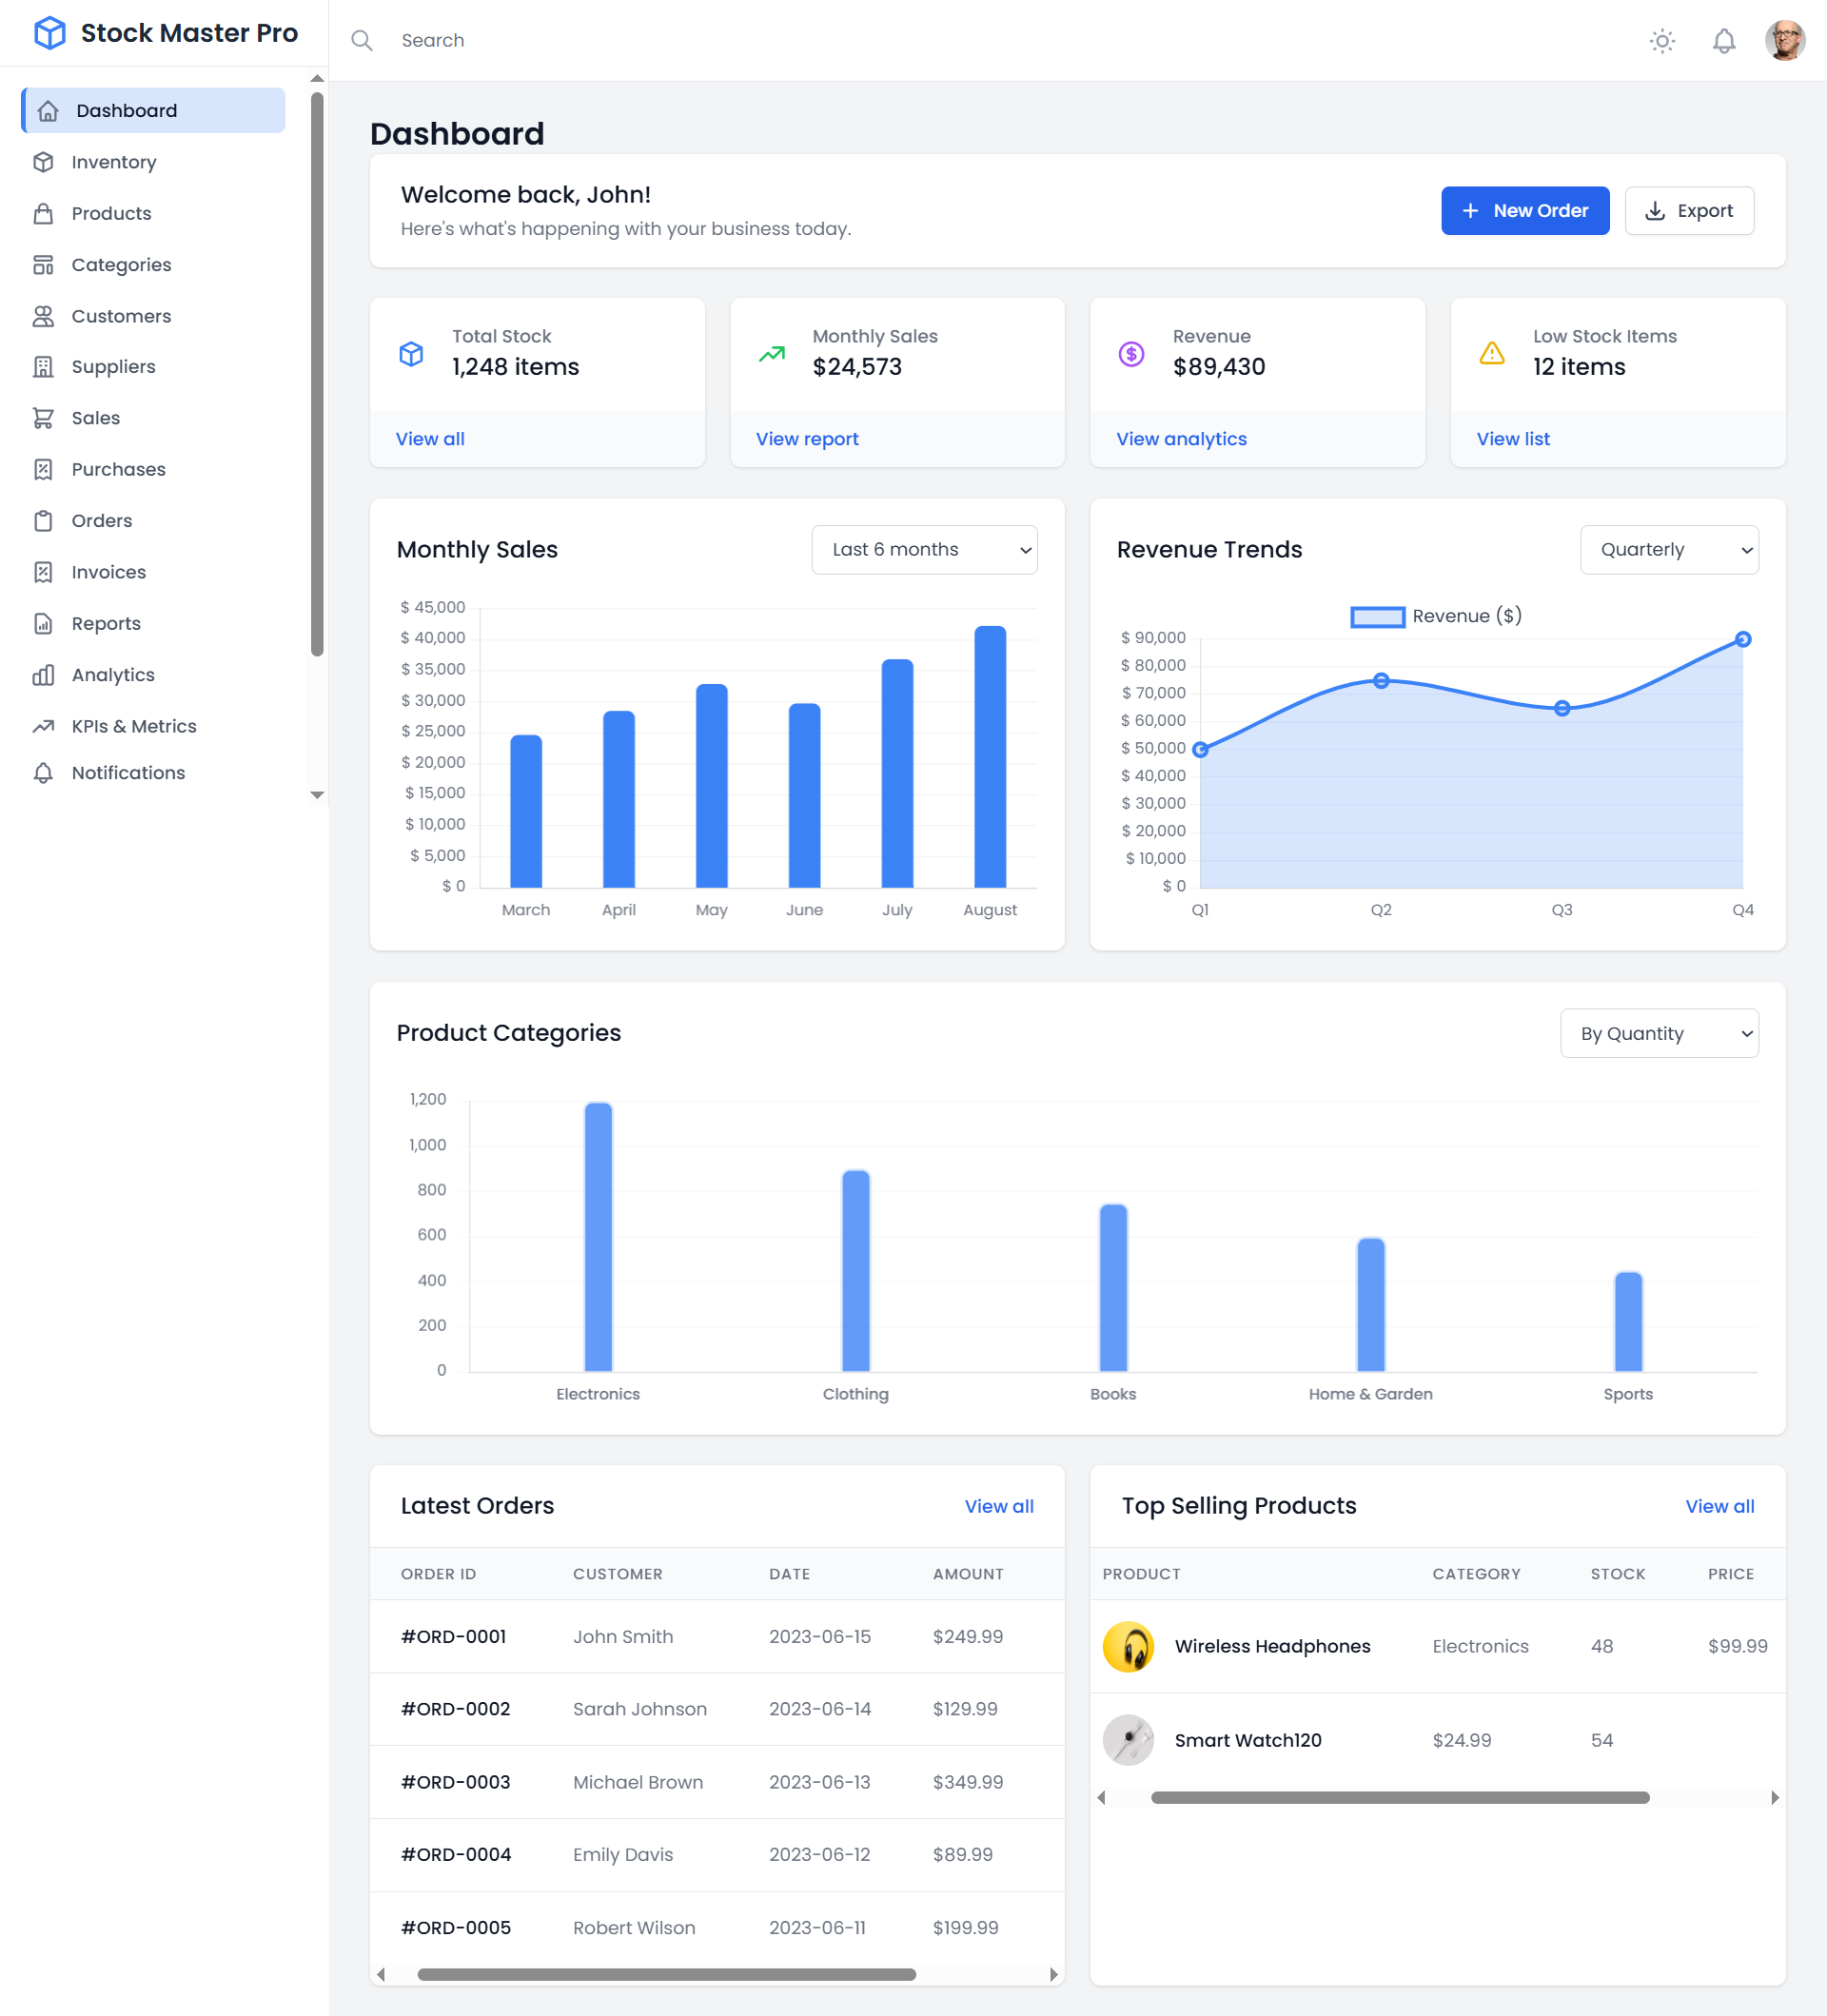 Stock Master Pro
Search
Dashboard
Inventory
Products
Categories
Customers
Suppliers
Sales
Purchases
Orders
Invoices
Reports
Analytics
KPIs & Metrics
Notifications
Dashboard
Welcome back, John!
Here's what's happening with your business today.
New Order
Export
Total Stock
1,248 items
View all
Monthly Sales
$24,573
View report
Revenue
$89,430
View analytics
Low Stock Items
12 items
View list
Monthly Sales
Last 6 months
$ 45,000
$ 40,000
$ 35,000
$ 30,000
$ 25,000
$ 20,000
$ 15,000
$ 10,000
$ 5,000
$ 0
March April May June July August
Revenue Trends
Quarterly
Revenue ($)
$ 90,000
$ 80,000
$ 70,000
$ 60,000
$ 50,000
$ 40,000
$ 30,000
$ 20,000
$ 10,000
$ 0
Q1 Q2 Q3 Q4
Product Categories
By Quantity
1,200
1,000
800
600
400
200
0
Electronics Clothing Books Home & Garden Sports
Latest Orders
View all
ORDER ID CUSTOMER DATE AMOUNT
#ORD-0001 John Smith 2023-06-15 $249.99
#ORD-0002 Sarah Johnson 2023-06-14 $129.99
#ORD-0003 Michael Brown 2023-06-13 $349.99
#ORD-0004 Emily Davis 2023-06-12 $89.99
#ORD-0005 Robert Wilson 2023-06-11 $199.99
Top Selling Products
View all
PRODUCT CATEGORY STOCK PRICE
Wireless Headphones Electronics 48 $99.99
Smart Watch120 $24.99 54